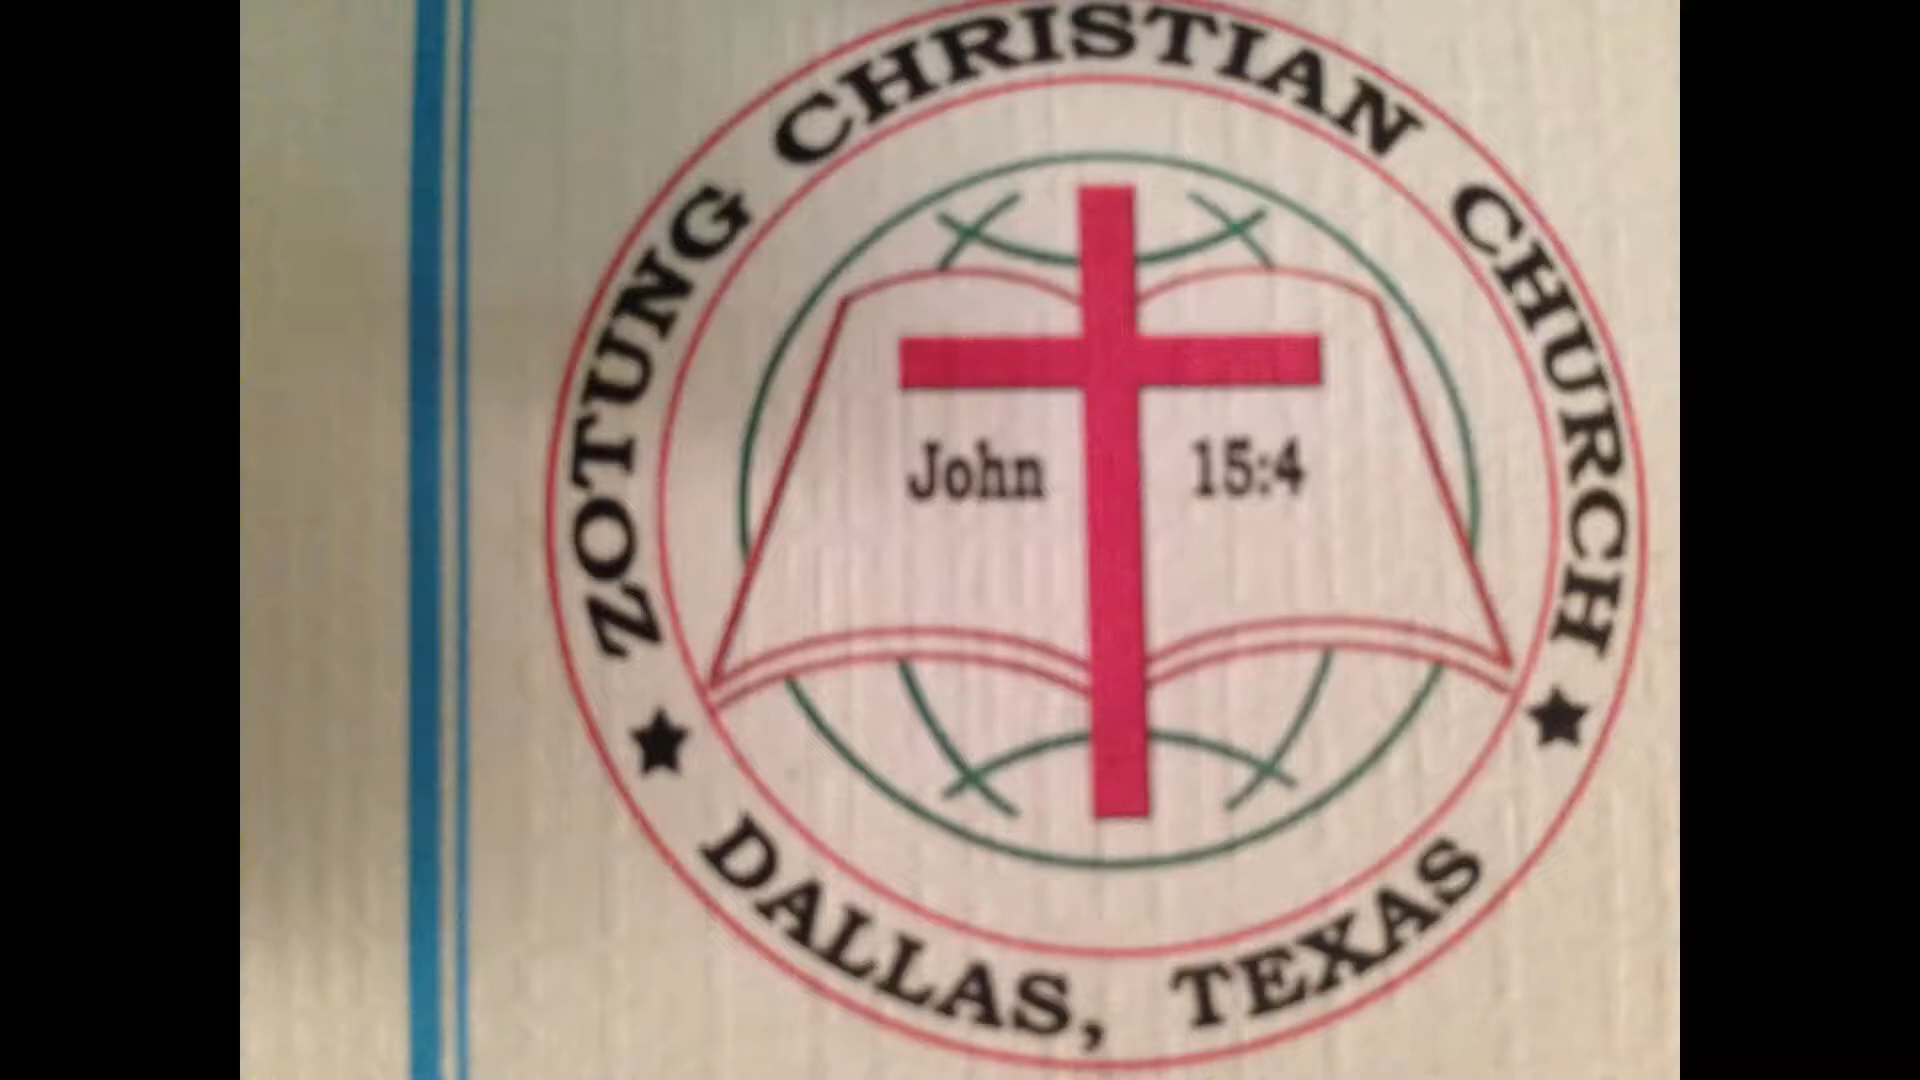 ZOTUNG CHRISTIAN CHURCH
John 15:4
★ DALLAS, TEXAS ★